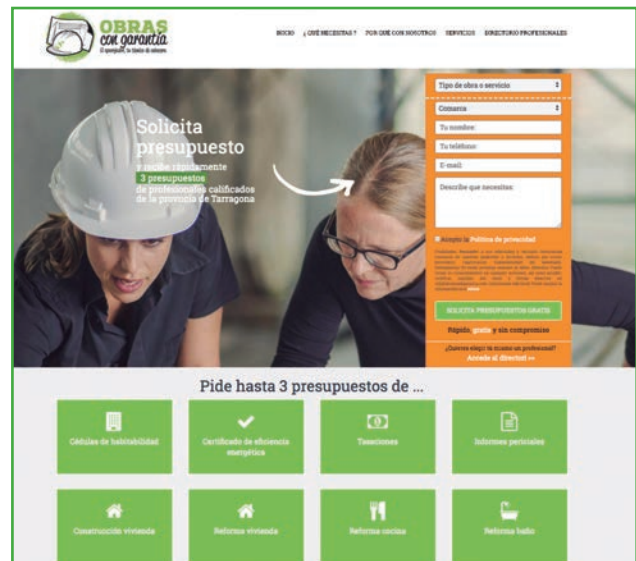 OBRAS
con garantía
INICIO ¿ QUÉ NECESITAS ? POR QUÉ CON NOSOTROS SERVICIOS DIRECTORIO PROFESIONALES
Solicita
presupuesto
y recibe rápidamente
3 presupuestos
de profesionales calificados
de la provincia de Tarragona
Tipo de obra o servicio
Comarca
Tu nombre:
Tu teléfono:
E-mail:
Describe que necesitas:
Acepto la Política de privacidad
SOLICITA PRESUPUESTOS GRATIS
Rápido, gratis y sin compromiso
¿Quieres elegir tú mismo un profesional?
Accede al directori >>
Pide hasta 3 presupuestos de ...
Cédulas de habitabilidad
Certificado de eficiencia
energética
Tasaciones
Informes periciales
Construcción vivienda
Reforma vivienda
Reforma cocina
Reforma baño